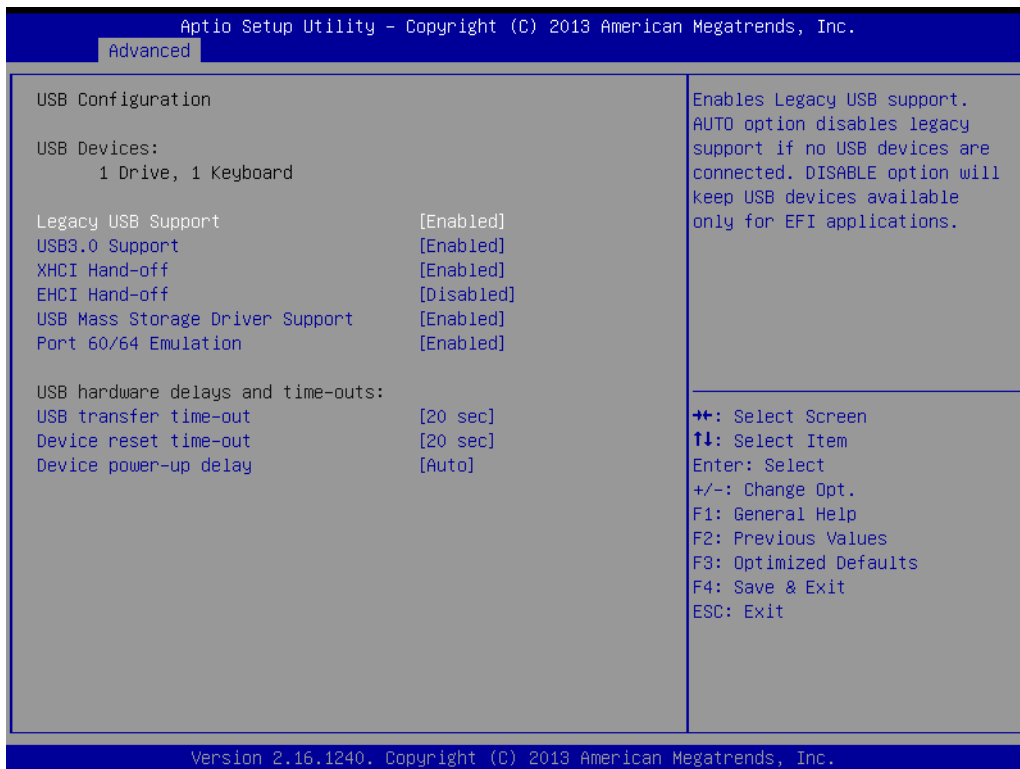 Aptio Setup Utility – Copyright (C) 2013 American Megatrends, Inc.
Advanced
USB Configuration
USB Devices:
1 Drive, 1 Keyboard
Legacy USB Support [Enabled]
USB3.0 Support [Enabled]
XHCI Hand-off [Enabled]
EHCI Hand-off [Disabled]
USB Mass Storage Driver Support [Enabled]
Port 60/64 Emulation [Enabled]
USB hardware delays and time-outs:
USB transfer time-out [20 sec]
Device reset time-out [20 sec]
Device power-up delay [Auto]
Enables Legacy USB support.
AUTO option disables legacy
support if no USB devices are
connected. DISABLE option will
keep USB devices available
only for EFI applications.
→←: Select Screen
↑↓: Select Item
Enter: Select
+/-: Change Opt.
F1: General Help
F2: Previous Values
F3: Optimized Defaults
F4: Save & Exit
ESC: Exit
Version 2.16.1240. Copyright (C) 2013 American Megatrends, Inc.